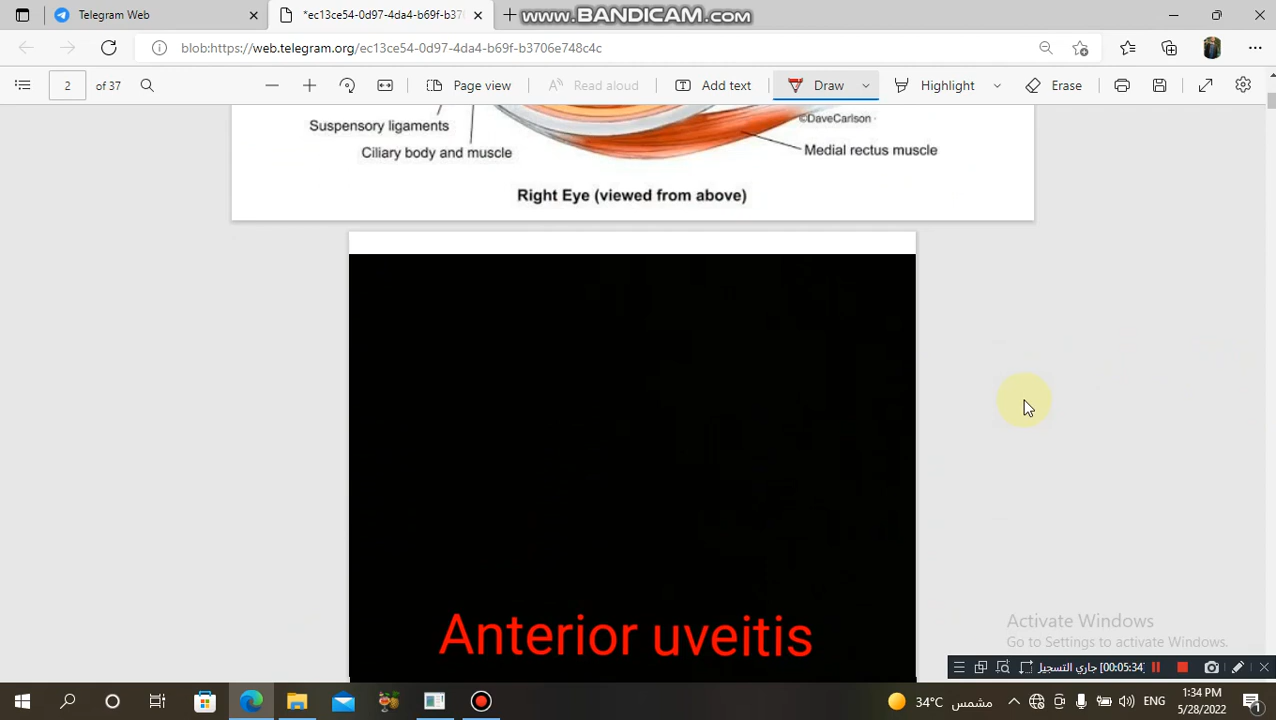 Telegram Web
*ec13ce54-0d97-4da4-b69f-b370
www.BANDICAM.com
blob:https://web.telegram.org/ec13ce54-0d97-4da4-b69f-b3706e748c4c
2 of 37
Page view
Read aloud
Add text
Draw
Highlight
Erase
©DaveCarlson
Suspensory ligaments
Ciliary body and muscle
Medial rectus muscle
Right Eye (viewed from above)
Anterior uveitis
Activate Windows
Go to Settings to activate Windows.
جاري التسجيل [00:05:34]
34°C مشمس
ENG
1:34 PM
5/28/2022
1